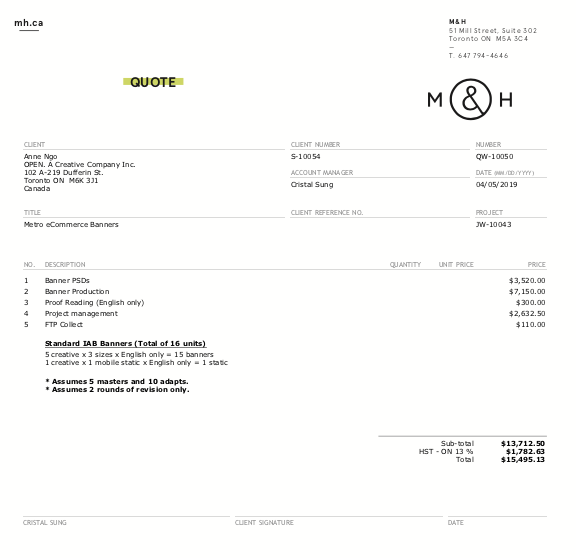 mh.ca
M&H
51 Mill Street, Suite 302
Toronto ON M5A 3C4
—
T. 647 794-4646
QUOTE
M & H
CLIENT
Anne Ngo
OPEN. A Creative Company Inc.
102 A-219 Dufferin St.
Toronto ON M6K 3J1
Canada
CLIENT NUMBER
S-10054
NUMBER
QW-10050
ACCOUNT MANAGER
Cristal Sung
DATE (MM/DD/YYYY)
04/05/2019
TITLE
Metro eCommerce Banners
CLIENT REFERENCE NO.
PROJECT
JW-10043
NO. DESCRIPTION QUANTITY UNIT PRICE PRICE
1 Banner PSDs $3,520.00
2 Banner Production $7,150.00
3 Proof Reading (English only) $300.00
4 Project management $2,632.50
5 FTP Collect $110.00
Standard IAB Banners (Total of 16 units)
5 creative x 3 sizes x English only = 15 banners
1 creative x 1 mobile static x English only = 1 static
* Assumes 5 masters and 10 adapts.
* Assumes 2 rounds of revision only.
Sub-total $13,712.50
HST - ON 13 % $1,782.63
Total $15,495.13
CRISTAL SUNG CLIENT SIGNATURE DATE